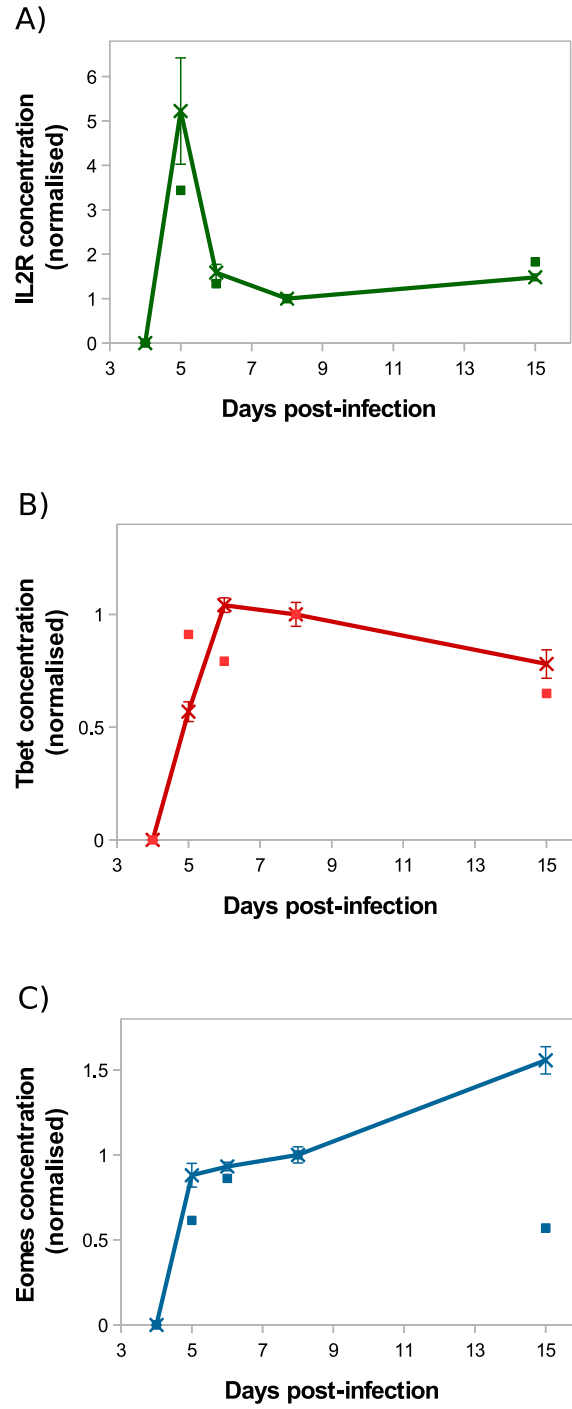 A)
6
5
4
3
2
1
0
IL2R concentration
(normalised)
3 5 7 9 11 13 15
Days post-infection
B)
1
0.5
0
Tbet concentration
(normalised)
3 5 7 9 11 13 15
Days post-infection
C)
1.5
1
0.5
0
Eomes concentration
(normalised)
3 5 7 9 11 13 15
Days post-infection